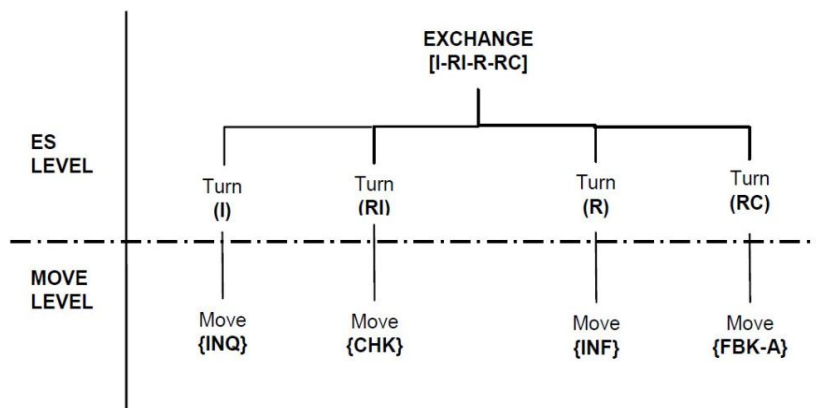 EXCHANGE
[I-RI-R-RC]
ES
LEVEL
Turn
(I)
Turn
(RI)
Turn
(R)
Turn
(RC)
MOVE
LEVEL
Move
{INQ}
Move
{CHK}
Move
{INF}
Move
{FBK-A}